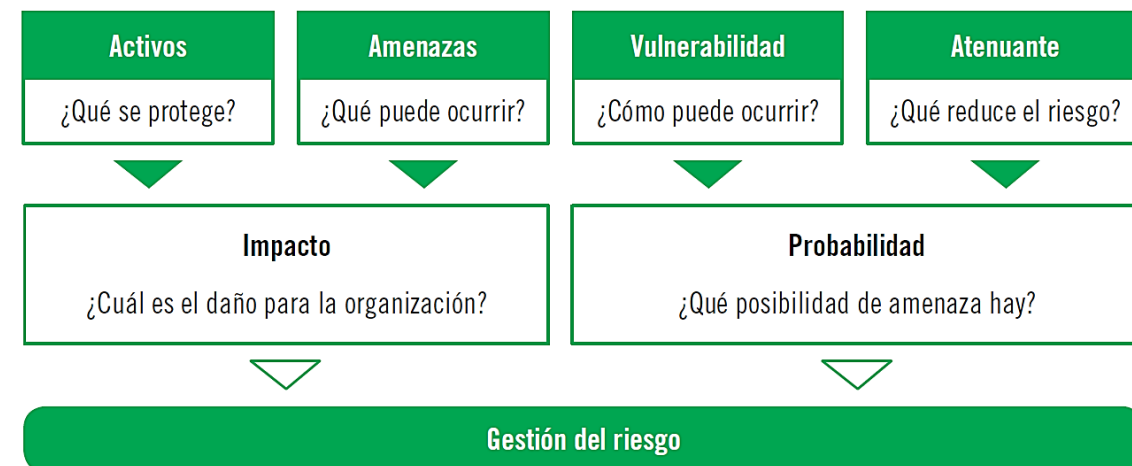 Activos
¿Qué se protege?
Amenazas
¿Qué puede ocurrir?
Vulnerabilidad
¿Cómo puede ocurrir?
Atenuante
¿Qué reduce el riesgo?
Impacto
¿Cuál es el daño para la organización?
Probabilidad
¿Qué posibilidad de amenaza hay?
Gestión del riesgo